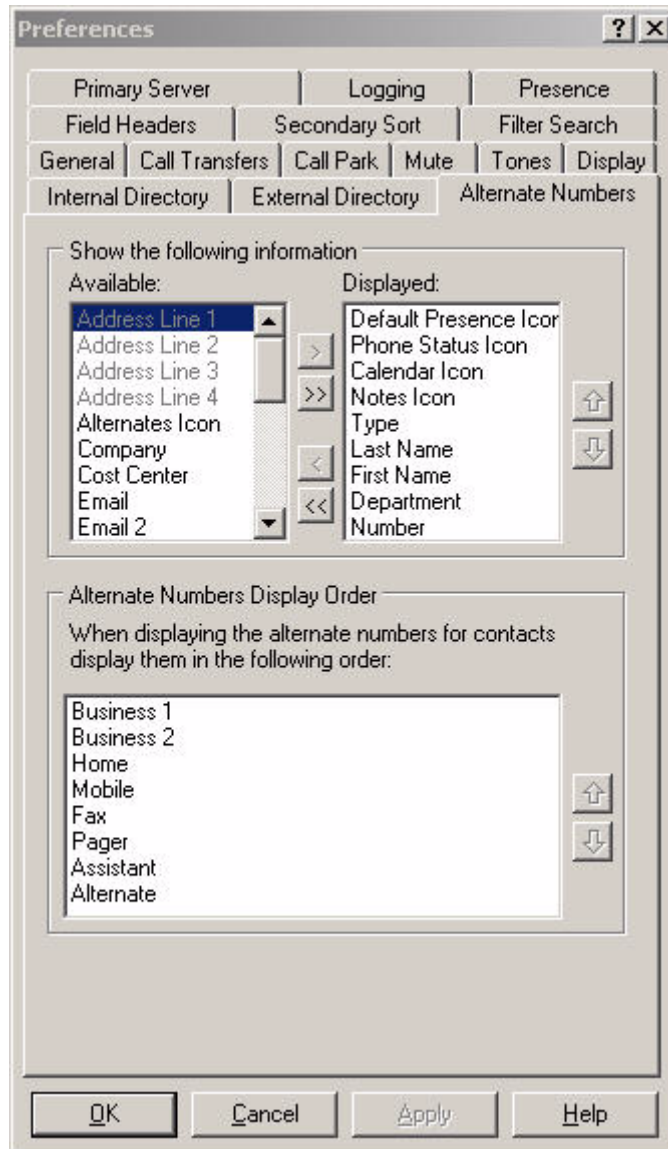 Preferences
Primary Server Logging Presence
Field Headers Secondary Sort Filter Search
General Call Transfers Call Park Mute Tones Display
Internal Directory External Directory Alternate Numbers
Show the following information
Available:
Address Line 1
Address Line 2
Address Line 3
Address Line 4
Alternates Icon
Company
Cost Center
Email
Email 2
>
>>
<
<<
Displayed:
Default Presence Icon
Phone Status Icon
Calendar Icon
Notes Icon
Type
Last Name
First Name
Department
Number
Alternate Numbers Display Order
When displaying the alternate numbers for contacts
display them in the following order:
Business 1
Business 2
Home
Mobile
Fax
Pager
Assistant
Alternate
OK Cancel Apply Help